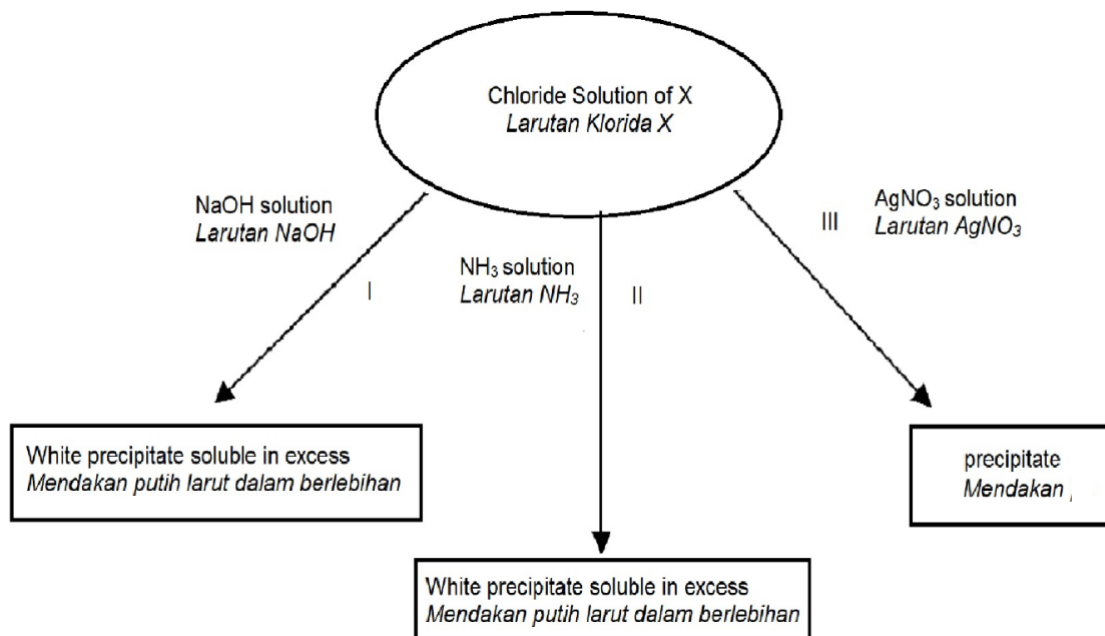 Chloride Solution of X
Larutan Klorida X
NaOH solution
Larutan NaOH
I
NH₃ solution
Larutan NH₃
II
III
AgNO₃ solution
Larutan AgNO₃
White precipitate soluble in excess
Mendakan putih larut dalam berlebihan
White precipitate soluble in excess
Mendakan putih larut dalam berlebihan
precipitate
Mendakan